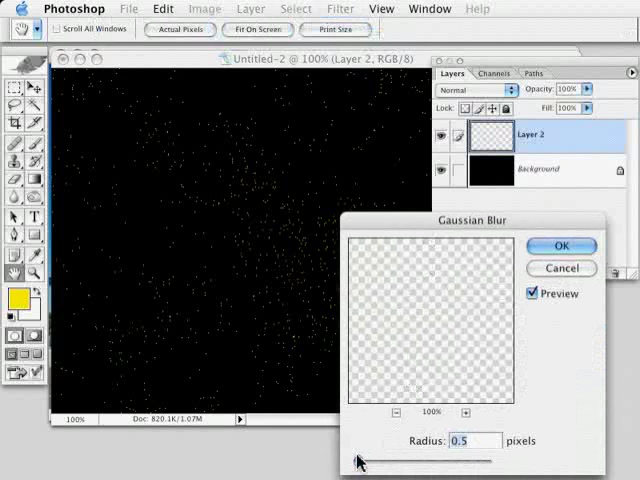 Photoshop File Edit Image Layer Select Filter View Window Help
Scroll All Windows Actual Pixels Fit On Screen Print Size
Untitled-2 @ 100% (Layer 2, RGB/8)
Layers Channels Paths
Normal Opacity: 100%
Lock: Fill: 100%
Layer 2
Background
Gaussian Blur
OK
Cancel
Preview
100%
Radius: 0.5 pixels
100% Doc: 820.1K/1.07M